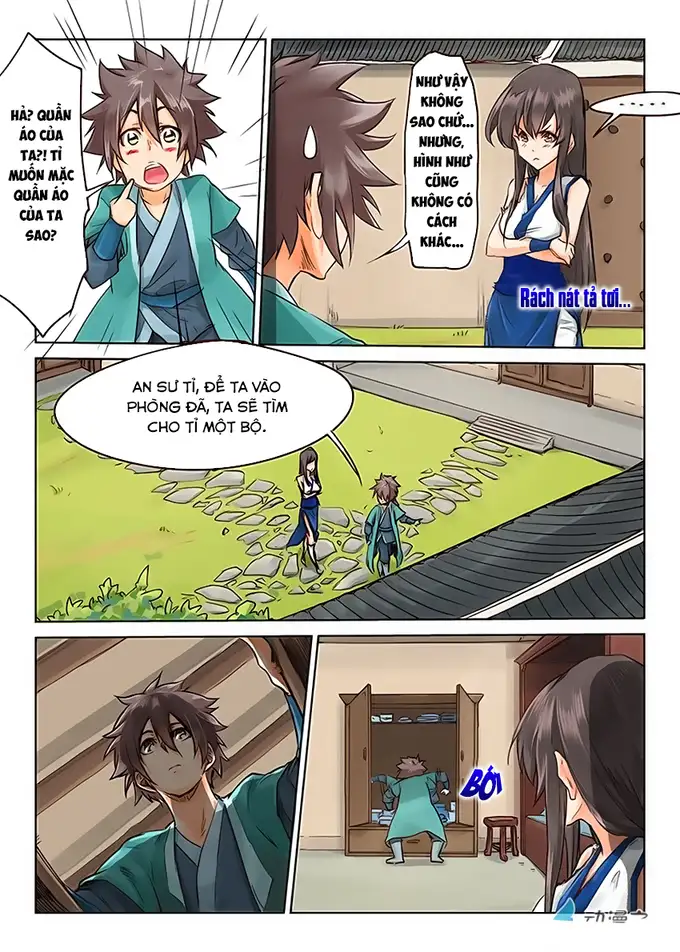 HẢ? QUẦN
ÁO CỦA
TA?! TỈ
MUỐN MẶC
QUẦN ÁO
CỦA TA
SAO?
NHƯ VẬY
KHÔNG
SAO CHỨ...
NHƯNG,
HÌNH NHƯ
CŨNG
KHÔNG CÓ
CÁCH
KHÁC...
......
Rách nát tả tơi...
AN SƯ TỈ, ĐỂ TA VÀO
PHÒNG ĐÃ, TA SẼ TÌM
CHO TỈ MỘT BỘ.
BỚI